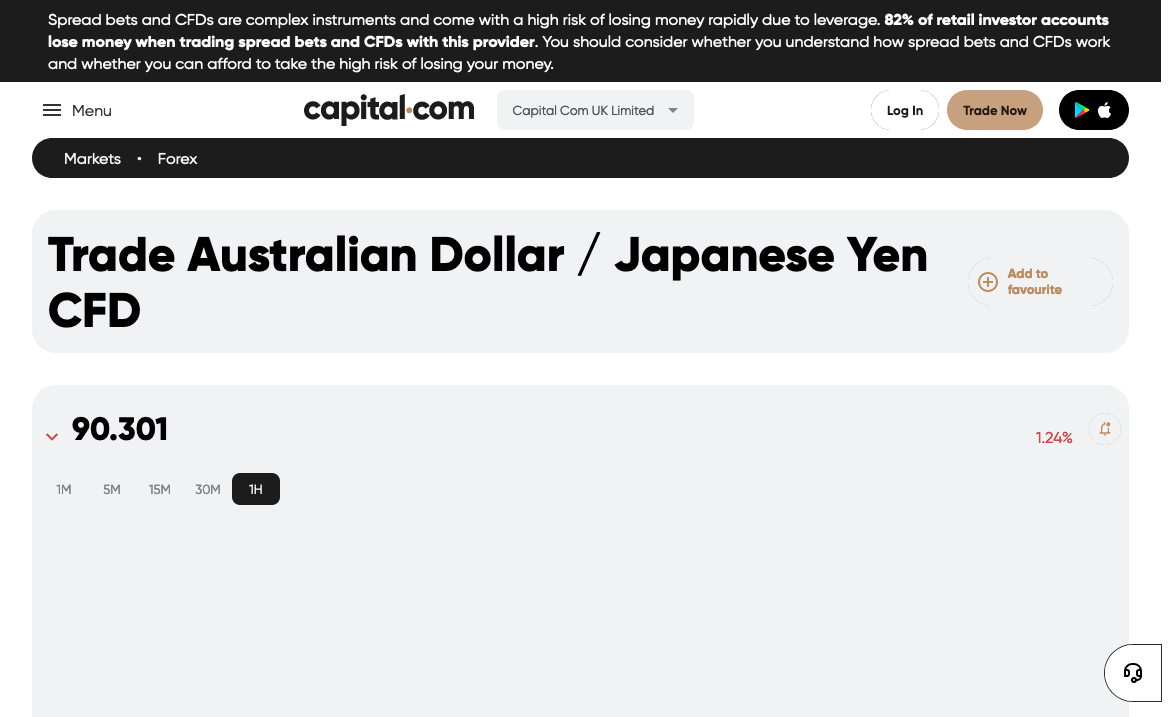 Spread bets and CFDs are complex instruments and come with a high risk of losing money rapidly due to leverage. 82% of retail investor accounts
lose money when trading spread bets and CFDs with this provider. You should consider whether you understand how spread bets and CFDs work
and whether you can afford to take the high risk of losing your money.
Menu
capital.com
Capital Com UK Limited
Log In
Trade Now
Markets • Forex
Trade Australian Dollar / Japanese Yen
CFD
Add to
favourite
90.301
1.24%
1M 5M 15M 30M 1H